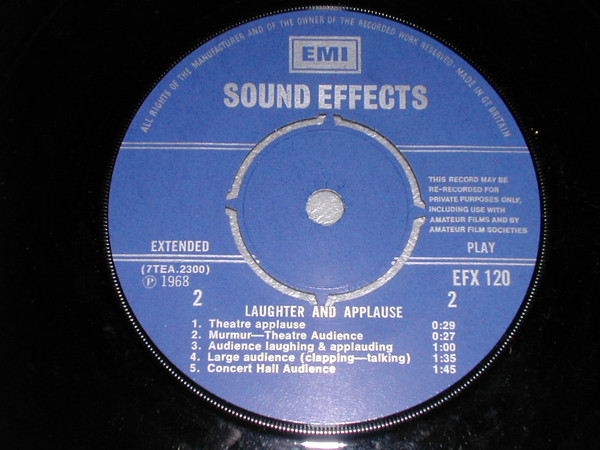 ALL RIGHTS OF THE MANUFACTURER AND OF THE OWNER OF THE RECORDED WORK RESERVED · MADE IN GT BRITAIN
EMI
SOUND EFFECTS
THIS RECORD MAY BE
RE-RECORDED FOR
PRIVATE PURPOSES ONLY,
INCLUDING USE WITH
AMATEUR FILMS AND BY
AMATEUR FILM SOCIETIES
EXTENDED PLAY
(7TEA.2300) EFX 120
℗ 1968
2 2
LAUGHTER AND APPLAUSE
1. Theatre applause 0:29
2. Murmur—Theatre Audience 0:27
3. Audience laughing & applauding 1:00
4. Large audience (clapping—talking) 1:35
5. Concert Hall Audience 1:45